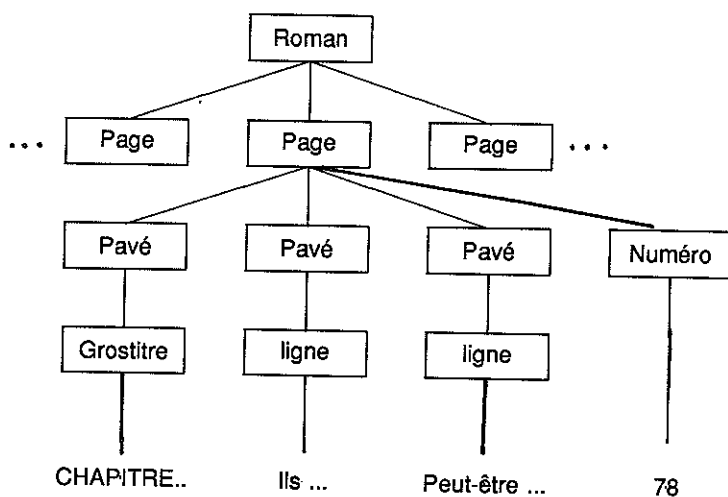 Roman
... Page Page Page ...
Pavé Pavé Pavé Numéro
Grostitre ligne ligne
CHAPITRE.. Ils ... Peut-être ... 78